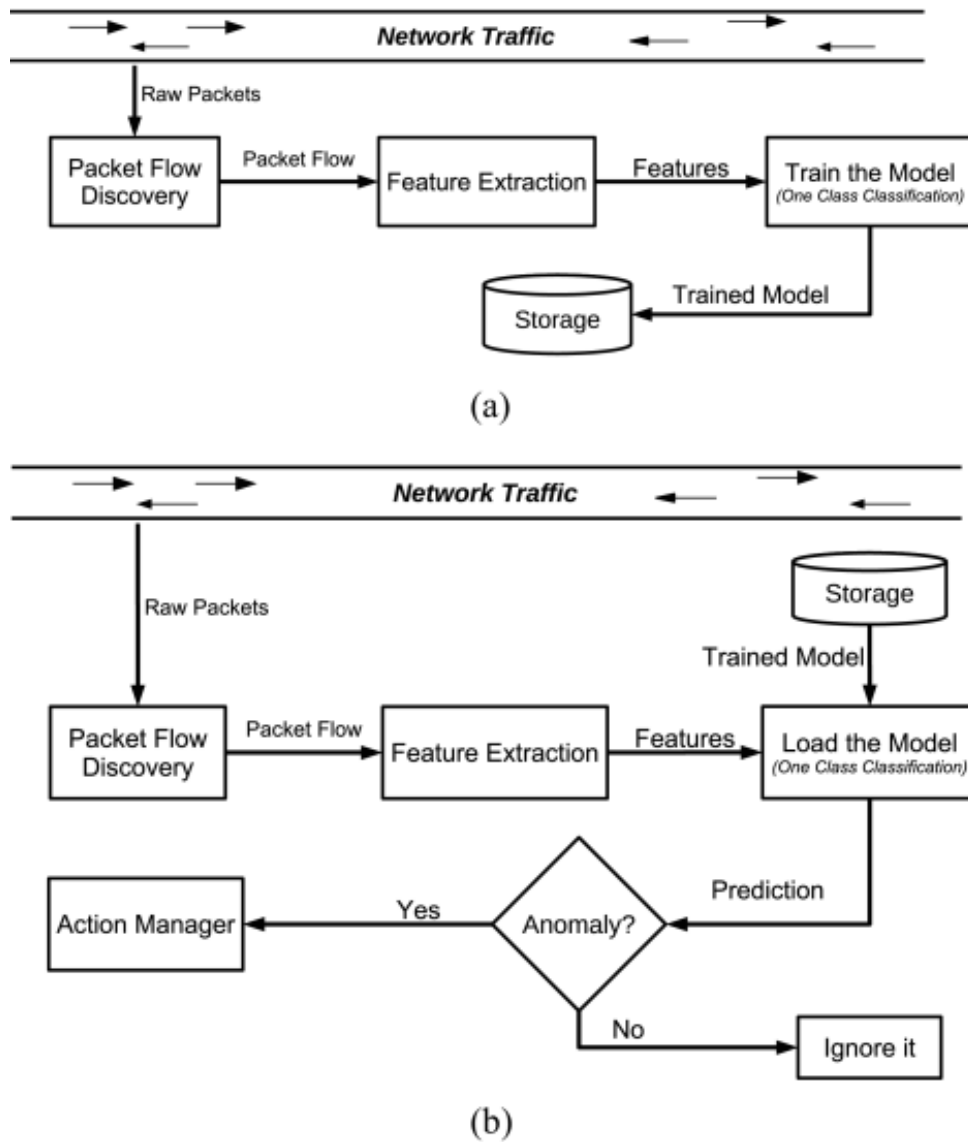 Network Traffic
Raw Packets
Packet Flow
Discovery
Packet Flow
Feature Extraction
Features
Train the Model
(One Class Classification)
Trained Model
Storage
(a)
Network Traffic
Raw Packets
Storage
Trained Model
Packet Flow
Discovery
Packet Flow
Feature Extraction
Features
Load the Model
(One Class Classification)
Prediction
Anomaly?
Yes
Action Manager
No
Ignore it
(b)